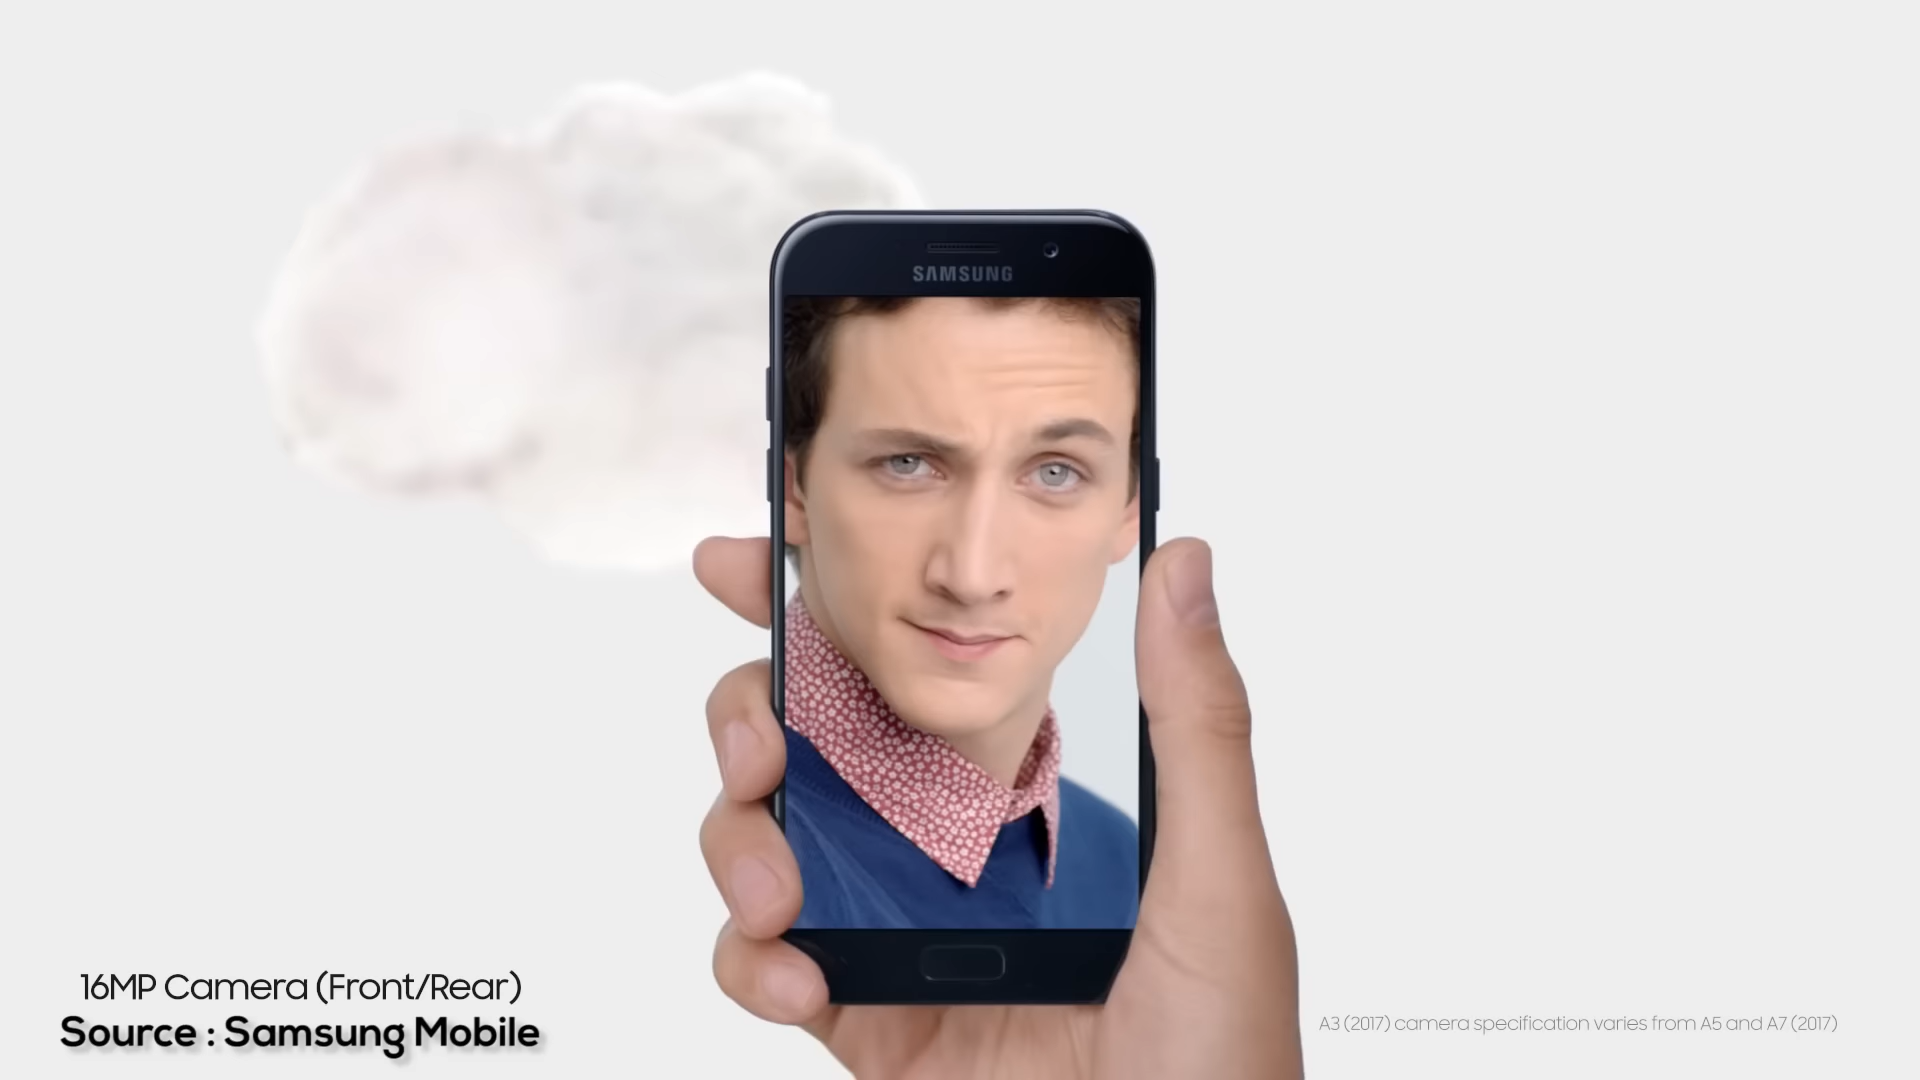 SAMSUNG
16MP Camera (Front/Rear)
Source : Samsung Mobile
A3 (2017) camera specification varies from A5 and A7 (2017)